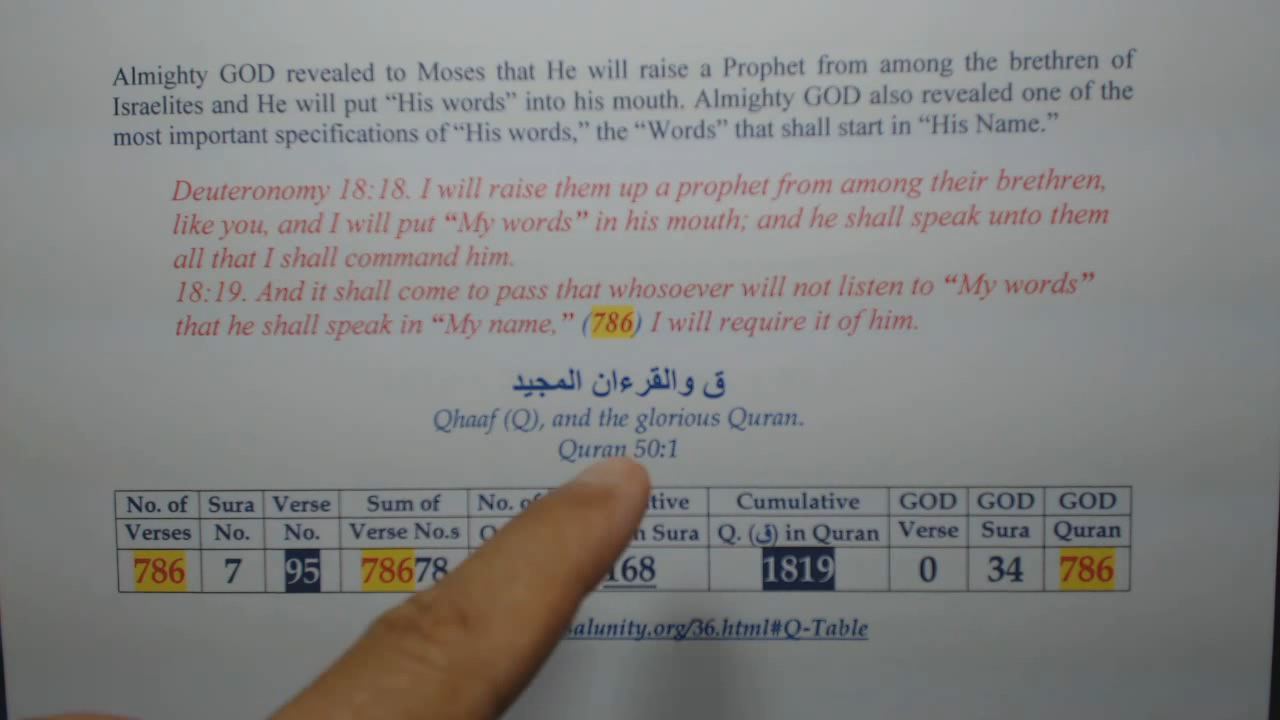 Almighty GOD revealed to Moses that He will raise a Prophet from among the brethren of
Israelites and He will put “His words” into his mouth. Almighty GOD also revealed one of the
most important specifications of “His words,” the “Words” that shall start in “His Name.”
Deuteronomy 18:18. I will raise them up a prophet from among their brethren,
like you, and I will put “My words” in his mouth; and he shall speak unto them
all that I shall command him.
18:19. And it shall come to pass that whosoever will not listen to “My words”
that he shall speak in “My name,” (786) I will require it of him.
ق والقرءان المجيد
Qhaaf (Q), and the glorious Quran.
Quran 50:1
No. of Sura Verse Sum of No. Cumulative GOD GOD GOD
Verses No. No. Verse No.s Sura Q. (ق) in Quran Verse Sura Quran
786 7 95 78678 168 1819 0 34 786
alunity.org/36.html#Q-Table